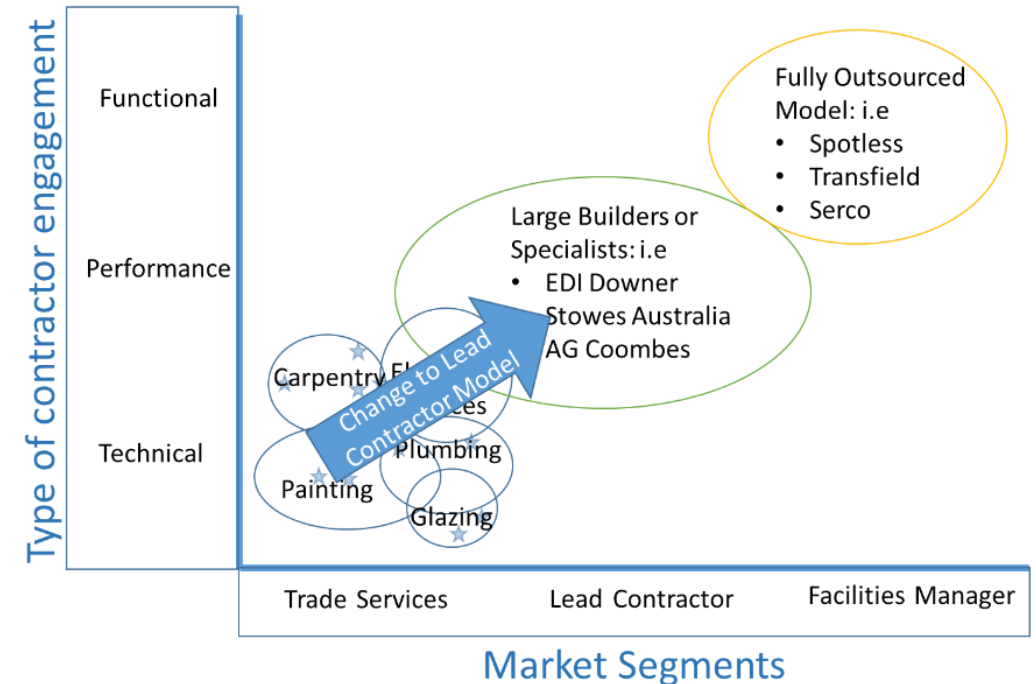 Type of contractor engagement
Functional
Performance
Technical
Fully Outsourced
Model: i.e
• Spotless
• Transfield
• Serco
Large Builders or
Specialists: i.e
• EDI Downer
Stowes Australia
AG Coombes
Change to Lead
Contractor Model
Carpentry
Plumbing
Painting
Glazing
Trade Services
Lead Contractor
Facilities Manager
Market Segments